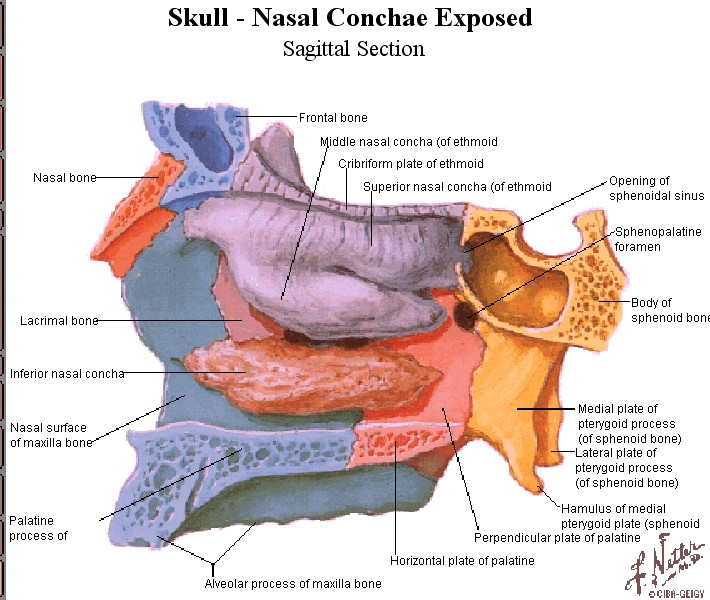 Skull - Nasal Conchae Exposed
Sagittal Section
Frontal bone
Middle nasal concha (of ethmoid
Cribriform plate of ethmoid
Superior nasal concha (of ethmoid
Nasal bone
Opening of
sphenoidal sinus
Sphenopalatine
foramen
Body of
sphenoid bone
Lacrimal bone
Inferior nasal concha
Nasal surface
of maxilla bone
Medial plate of
pterygoid process
(of sphenoid bone)
Lateral plate of
pterygoid process
(of sphenoid bone)
Hamulus of medial
pterygoid plate (sphenoid
Palatine
process of
Perpendicular plate of palatine
Horizontal plate of palatine
Alveolar process of maxilla bone
F. Netter
M.D.
© CIBA-GEIGY